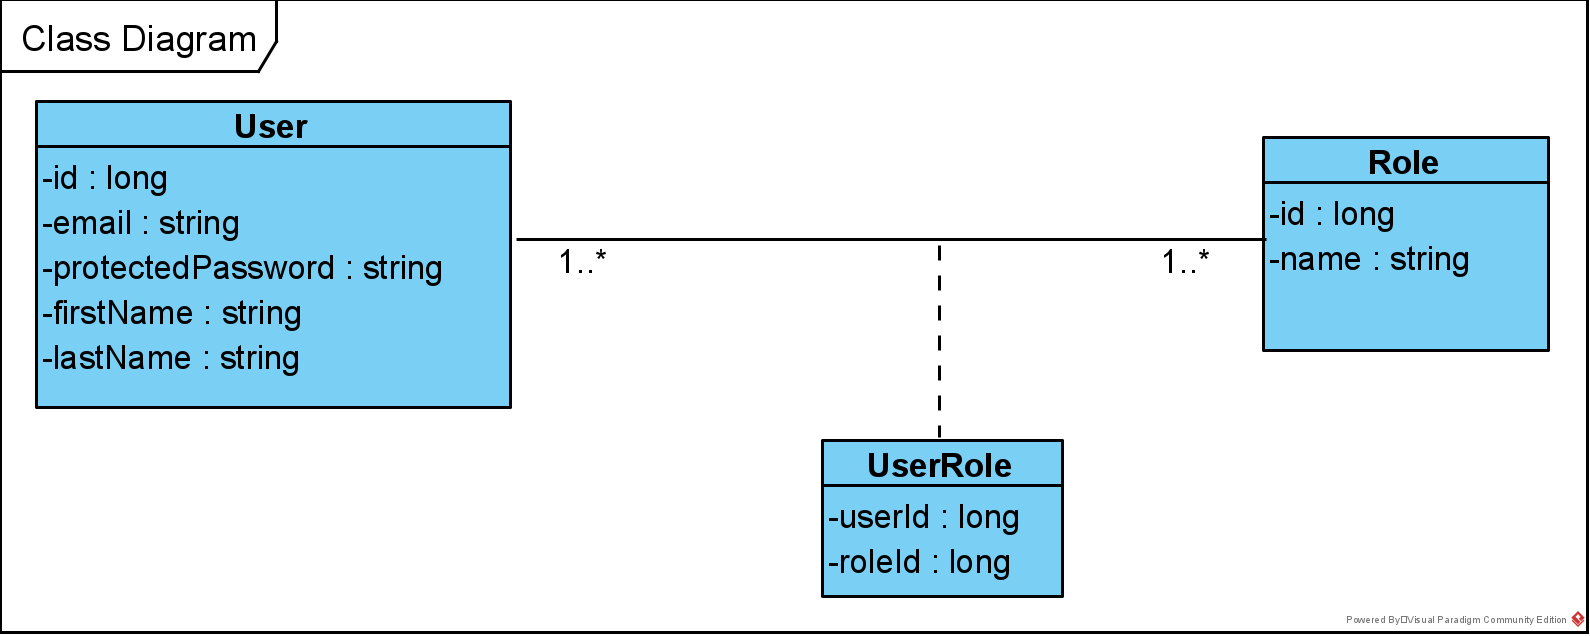 Class Diagram
User
-id : long
-email : string
-protectedPassword : string
-firstName : string
-lastName : string
1..*
1..*
Role
-id : long
-name : string
UserRole
-userId : long
-roleId : long
Powered By□Visual Paradigm Community Edition